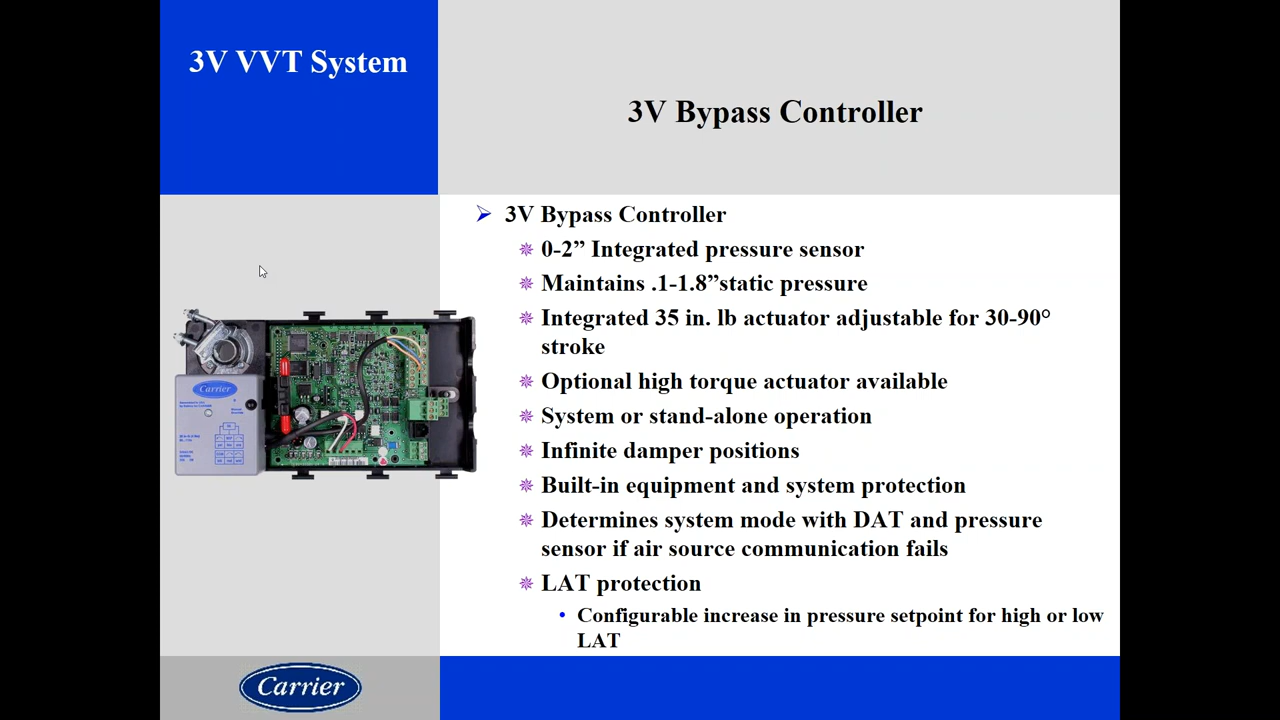 3V VVT System
3V Bypass Controller
3V Bypass Controller
0-2” Integrated pressure sensor
Maintains .1-1.8”static pressure
Integrated 35 in. lb actuator adjustable for 30-90°
stroke
Optional high torque actuator available
System or stand-alone operation
Infinite damper positions
Built-in equipment and system protection
Determines system mode with DAT and pressure
sensor if air source communication fails
LAT protection
Configurable increase in pressure setpoint for high or low
LAT
Carrier
Carrier